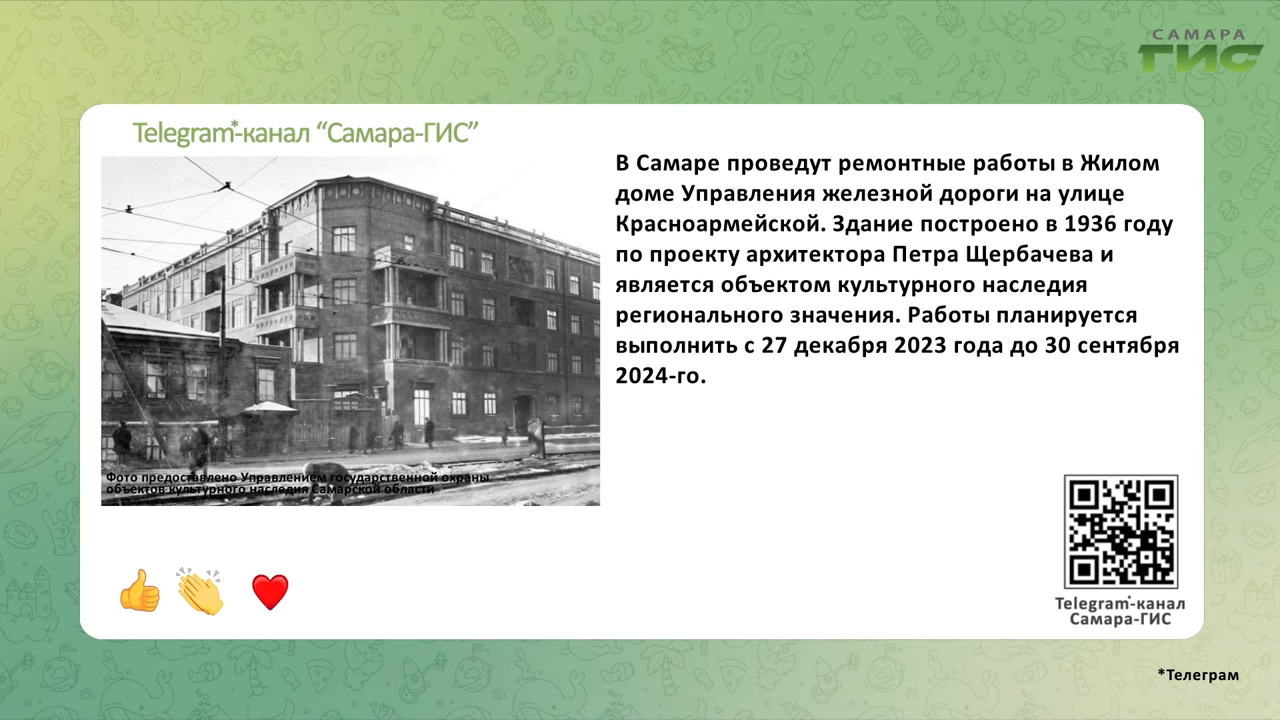 САМАРА
ГИС
Telegram*-канал “Самара-ГИС”
В Самаре проведут ремонтные работы в Жилом
доме Управления железной дороги на улице
Красноармейской. Здание построено в 1936 году
по проекту архитектора Петра Щербачева и
является объектом культурного наследия
регионального значения. Работы планируется
выполнить с 27 декабря 2023 года до 30 сентября
2024-го.
Фото предоставлено Управлением государственной охраны
объектов культурного наследия Самарской области
Telegram*-канал
Самара-ГИС
*Телеграм